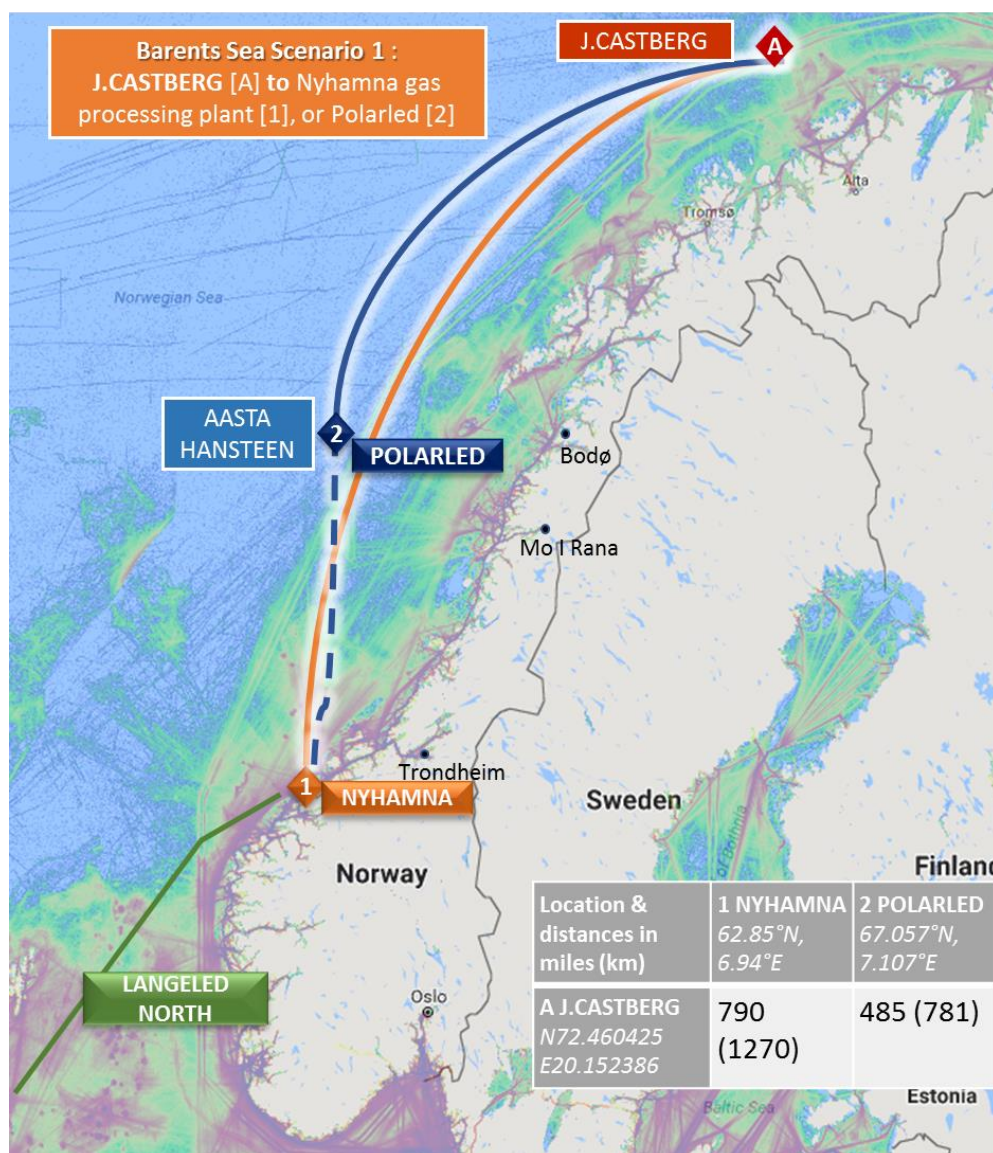 Barents Sea Scenario 1 :
J.CASTBERG [A] to Nyhamna gas
processing plant [1], or Polarled [2]
J.CASTBERG
A
Alta
Tromsø
Norwegian Sea
AASTA
HANSTEEN
2
POLARLED
Bodø
Mo I Rana
Trondheim
1
NYHAMNA
Sweden
Norway
Finland
Location &
distances in
miles (km)
1 NYHAMNA
62.85°N,
6.94°E
2 POLARLED
67.057°N,
7.107°E
A J.CASTBERG
N72.460425
E20.152386
790
(1270)
485 (781)
LANGELED
NORTH
Oslo
Estonia
Baltic Sea